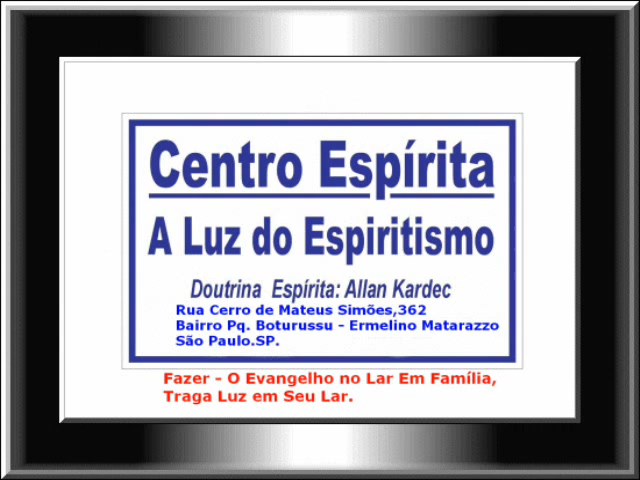 Centro Espírita
A Luz do Espiritismo
Doutrina Espírita: Allan Kardec
Rua Cerro de Mateus Simões,362
Bairro Pq. Boturussu - Ermelino Matarazzo
São Paulo.SP.
Fazer - O Evangelho no Lar Em Família,
Traga Luz em Seu Lar.